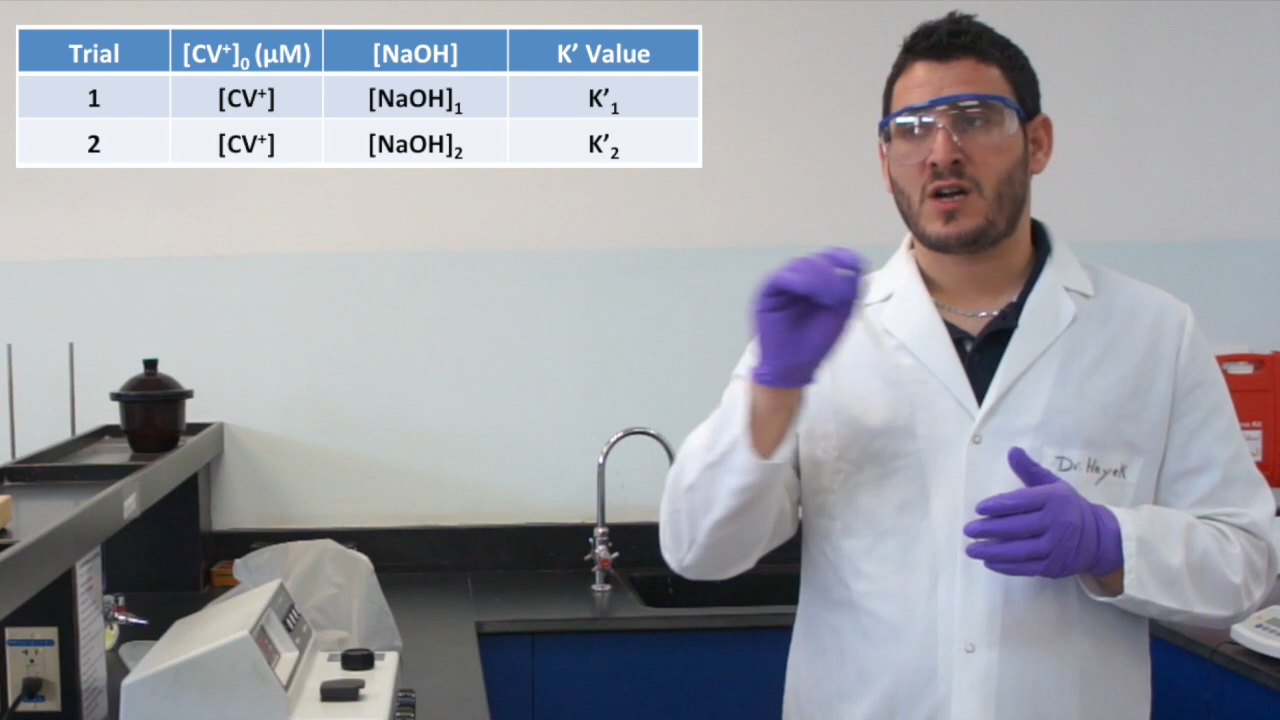 Trial [CV⁺]₀ (µM) [NaOH] K’ Value
1 [CV⁺] [NaOH]₁ K’₁
2 [CV⁺] [NaOH]₂ K’₂
Dr. Hayek